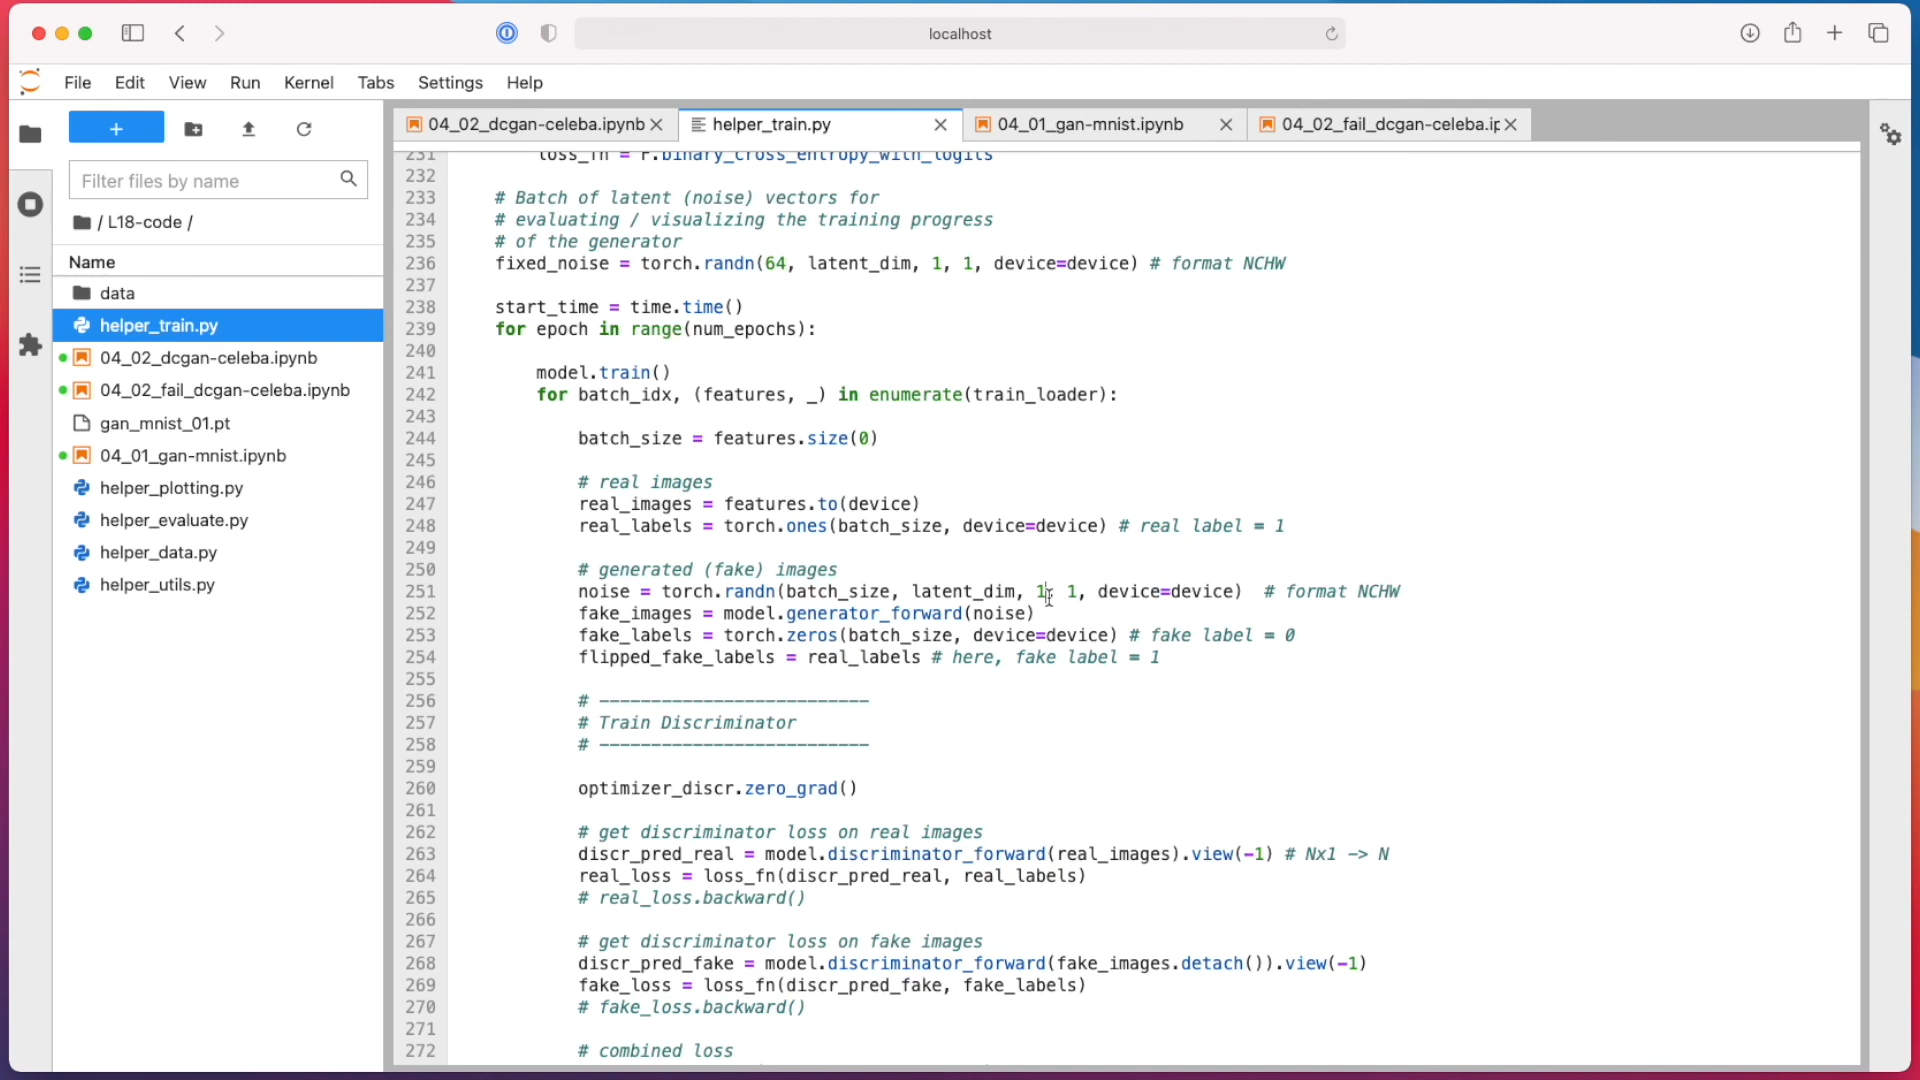 localhost
File Edit View Run Kernel Tabs Settings Help
+
Filter files by name
/ L18-code /
Name
data
helper_train.py
04_02_dcgan-celeba.ipynb
04_02_fail_dcgan-celeba.ipynb
gan_mnist_01.pt
04_01_gan-mnist.ipynb
helper_plotting.py
helper_evaluate.py
helper_data.py
helper_utils.py
04_02_dcgan-celeba.ipynb helper_train.py 04_01_gan-mnist.ipynb 04_02_fail_dcgan-celeba.ip
231 loss_fn = F.binary_cross_entropy_with_logits
232
233 # Batch of latent (noise) vectors for
234 # evaluating / visualizing the training progress
235 # of the generator
236 fixed_noise = torch.randn(64, latent_dim, 1, 1, device=device) # format NCHW
237
238 start_time = time.time()
239 for epoch in range(num_epochs):
240
241 model.train()
242 for batch_idx, (features, _) in enumerate(train_loader):
243
244 batch_size = features.size(0)
245
246 # real images
247 real_images = features.to(device)
248 real_labels = torch.ones(batch_size, device=device) # real label = 1
249
250 # generated (fake) images
251 noise = torch.randn(batch_size, latent_dim, 1, 1, device=device) # format NCHW
252 fake_images = model.generator_forward(noise)
253 fake_labels = torch.zeros(batch_size, device=device) # fake label = 0
254 flipped_fake_labels = real_labels # here, fake label = 1
255
256 # --------------------------
257 # Train Discriminator
258 # --------------------------
259
260 optimizer_discr.zero_grad()
261
262 # get discriminator loss on real images
263 discr_pred_real = model.discriminator_forward(real_images).view(-1) # Nx1 -> N
264 real_loss = loss_fn(discr_pred_real, real_labels)
265 # real_loss.backward()
266
267 # get discriminator loss on fake images
268 discr_pred_fake = model.discriminator_forward(fake_images.detach()).view(-1)
269 fake_loss = loss_fn(discr_pred_fake, fake_labels)
270 # fake_loss.backward()
271
272 # combined loss